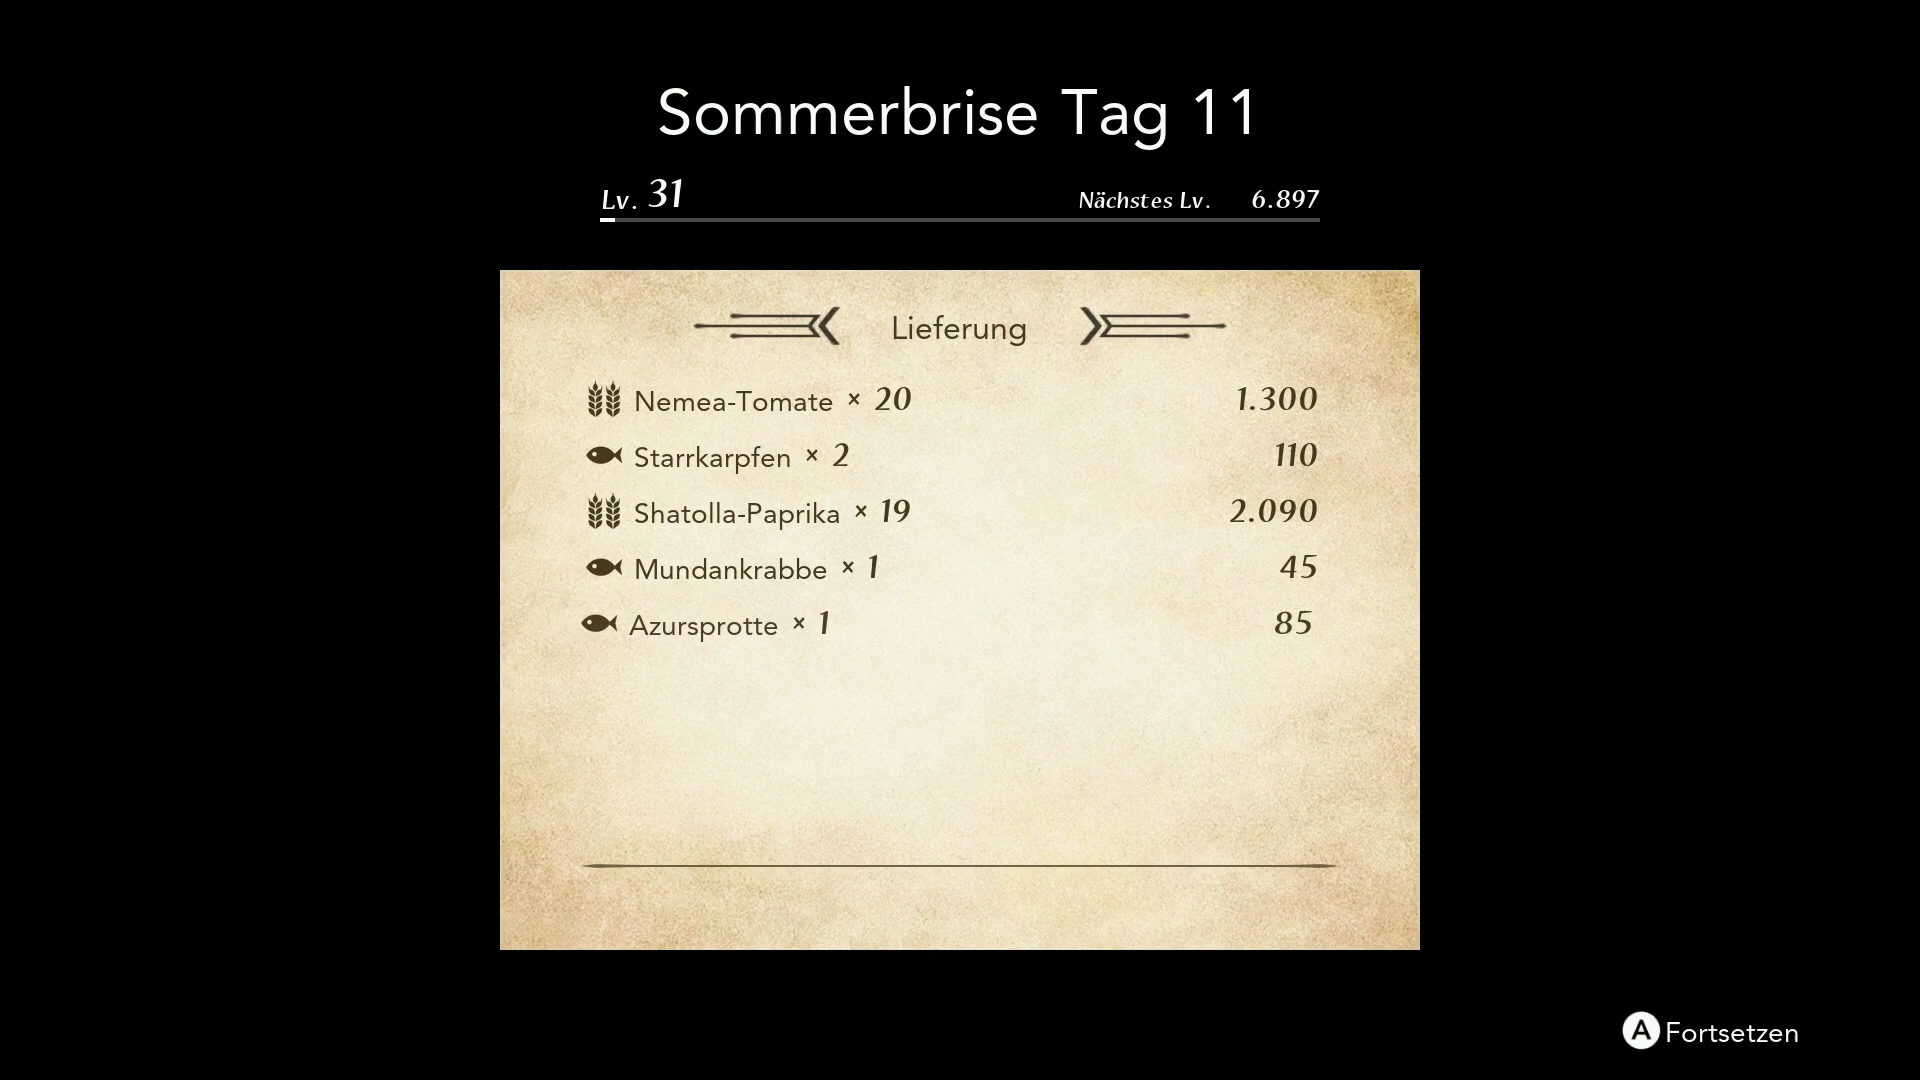 Sommerbrise Tag 11
Lv. 31 Nächstes Lv. 6.897
Lieferung
Nemea-Tomate × 20 1.300
Starrkarpfen × 2 110
Shatolla-Paprika × 19 2.090
Mundankrabbe × 1 45
Azursprotte × 1 85
A Fortsetzen